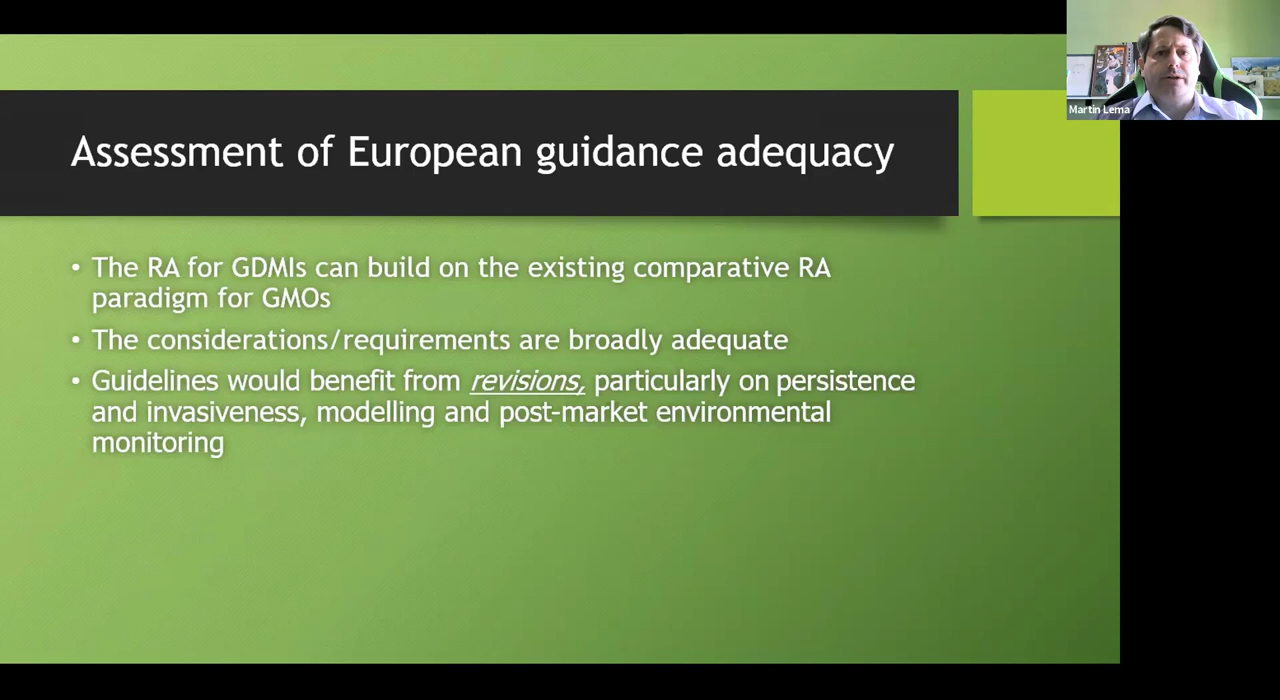 Martin Lema
Assessment of European guidance adequacy
• The RA for GDMIs can build on the existing comparative RA
paradigm for GMOs
• The considerations/requirements are broadly adequate
• Guidelines would benefit from revisions, particularly on persistence
and invasiveness, modelling and post-market environmental
monitoring